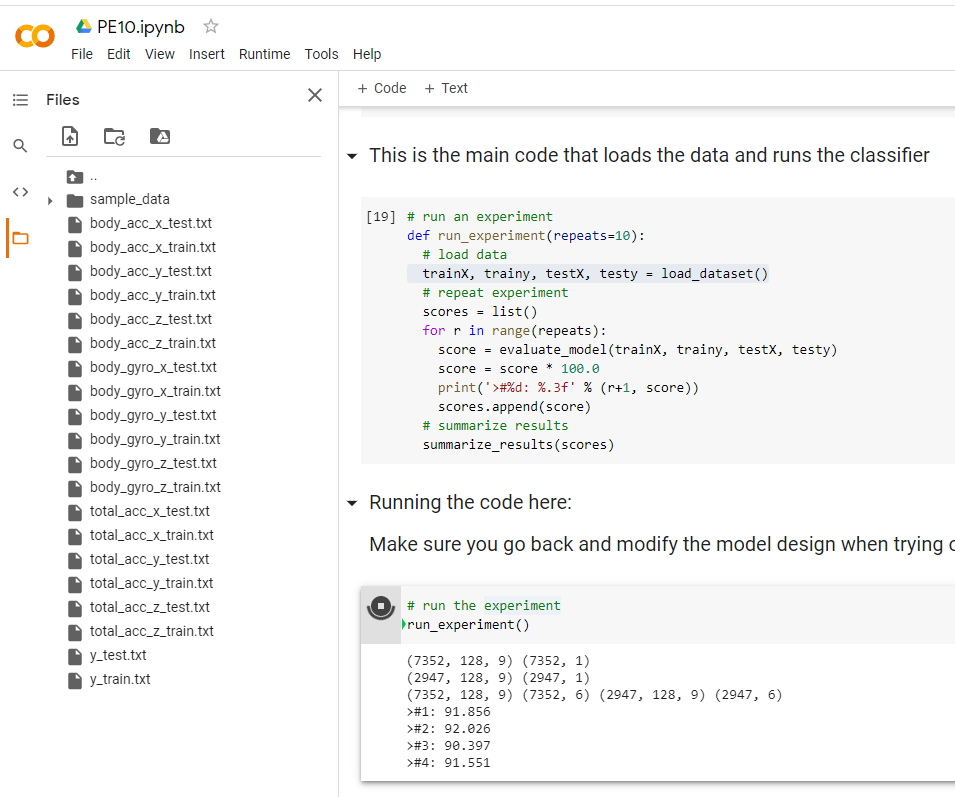 PE10.ipynb
File Edit View Insert Runtime Tools Help
Files
+ Code + Text
..
sample_data
body_acc_x_test.txt
body_acc_x_train.txt
body_acc_y_test.txt
body_acc_y_train.txt
body_acc_z_test.txt
body_acc_z_train.txt
body_gyro_x_test.txt
body_gyro_x_train.txt
body_gyro_y_test.txt
body_gyro_y_train.txt
body_gyro_z_test.txt
body_gyro_z_train.txt
total_acc_x_test.txt
total_acc_x_train.txt
total_acc_y_test.txt
total_acc_y_train.txt
total_acc_z_test.txt
total_acc_z_train.txt
y_test.txt
y_train.txt
This is the main code that loads the data and runs the classifier
[19] # run an experiment
def run_experiment(repeats=10):
# load data
trainX, trainy, testX, testy = load_dataset()
# repeat experiment
scores = list()
for r in range(repeats):
score = evaluate_model(trainX, trainy, testX, testy)
score = score * 100.0
print('>#%d: %.3f' % (r+1, score))
scores.append(score)
# summarize results
summarize_results(scores)
Running the code here:
Make sure you go back and modify the model design when trying
# run the experiment
run_experiment()
(7352, 128, 9) (7352, 1)
(2947, 128, 9) (2947, 1)
(7352, 128, 9) (7352, 6) (2947, 128, 9) (2947, 6)
>#1: 91.856
>#2: 92.026
>#3: 90.397
>#4: 91.551